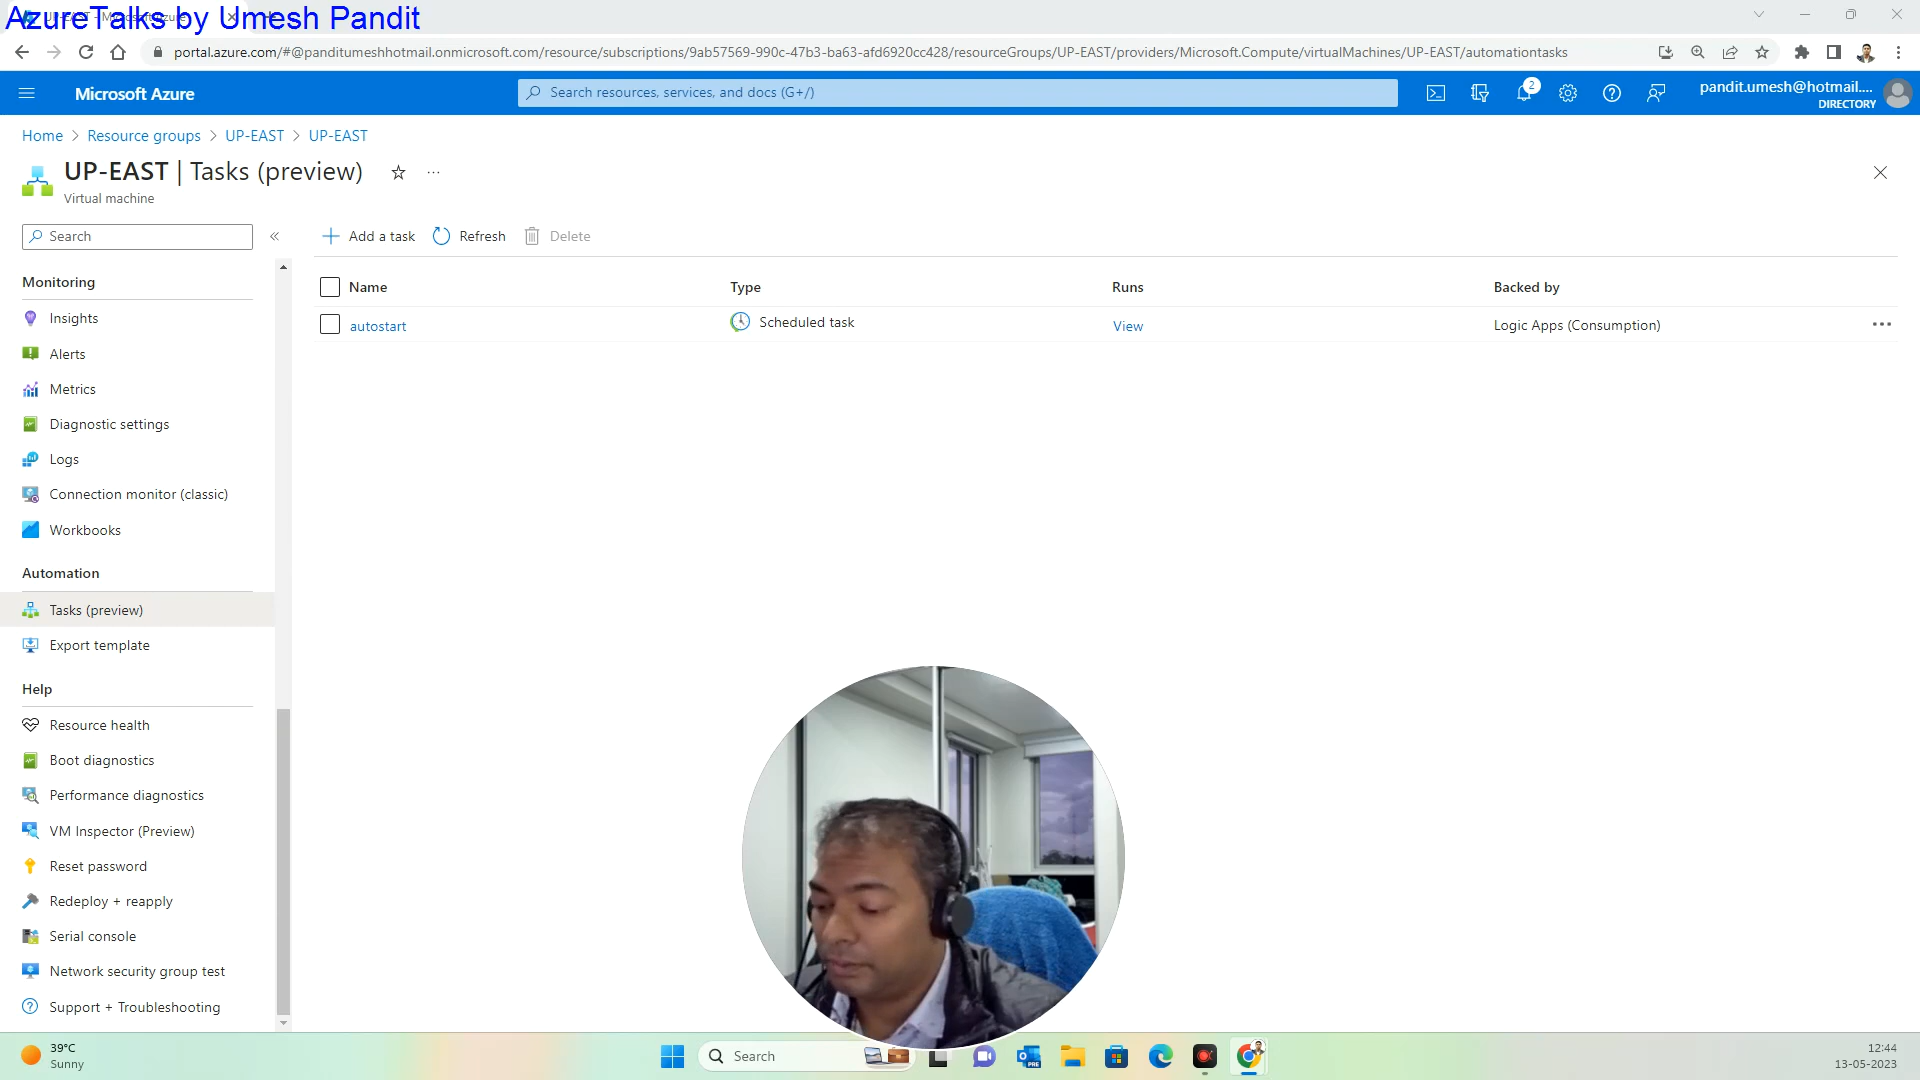 AzureTalks by Umesh Pandit
portal.azure.com/#@panditumeshhotmail.onmicrosoft.com/resource/subscriptions/9ab57569-990c-47b3-ba63-afd6920cc428/resourceGroups/UP-EAST/providers/Microsoft.Compute/virtualMachines/UP-EAST/automationtasks
Microsoft Azure
Search resources, services, and docs (G+/)
2
pandit.umesh@hotmail....
DIRECTORY
Home > Resource groups > UP-EAST > UP-EAST
UP-EAST | Tasks (preview)
Virtual machine
Search
Add a task
Refresh
Delete
Name Type Runs Backed by
autostart Scheduled task View Logic Apps (Consumption)
Monitoring
Insights
Alerts
Metrics
Diagnostic settings
Logs
Connection monitor (classic)
Workbooks
Automation
Tasks (preview)
Export template
Help
Resource health
Boot diagnostics
Performance diagnostics
VM Inspector (Preview)
Reset password
Redeploy + reapply
Serial console
Network security group test
Support + Troubleshooting
39°C
Sunny
Search
PRE
12:44
13-05-2023